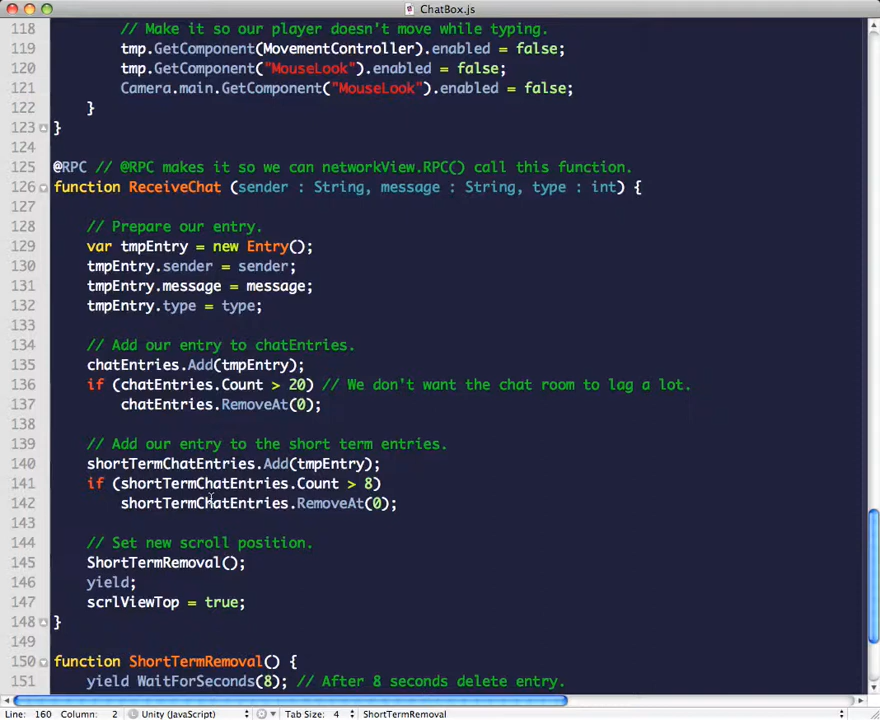 ChatBox.js
118 // Make it so our player doesn't move while typing.
119 tmp.GetComponent(MovementController).enabled = false;
120 tmp.GetComponent("MouseLook").enabled = false;
121 Camera.main.GetComponent("MouseLook").enabled = false;
122 }
123 }
124
125 @RPC // @RPC makes it so we can networkView.RPC() call this function.
126 function ReceiveChat (sender : String, message : String, type : int) {
127
128 // Prepare our entry.
129 var tmpEntry = new Entry();
130 tmpEntry.sender = sender;
131 tmpEntry.message = message;
132 tmpEntry.type = type;
133
134 // Add our entry to chatEntries.
135 chatEntries.Add(tmpEntry);
136 if (chatEntries.Count > 20) // We don't want the chat room to lag a lot.
137 chatEntries.RemoveAt(0);
138
139 // Add our entry to the short term entries.
140 shortTermChatEntries.Add(tmpEntry);
141 if (shortTermChatEntries.Count > 8)
142 shortTermChatEntries.RemoveAt(0);
143
144 // Set new scroll position.
145 ShortTermRemoval();
146 yield;
147 scrlViewTop = true;
148 }
149
150 function ShortTermRemoval() {
151 yield WaitForSeconds(8); // After 8 seconds delete entry.
Line: 160 Column: 2 Unity (JavaScript) Tab Size: 4 ShortTermRemoval